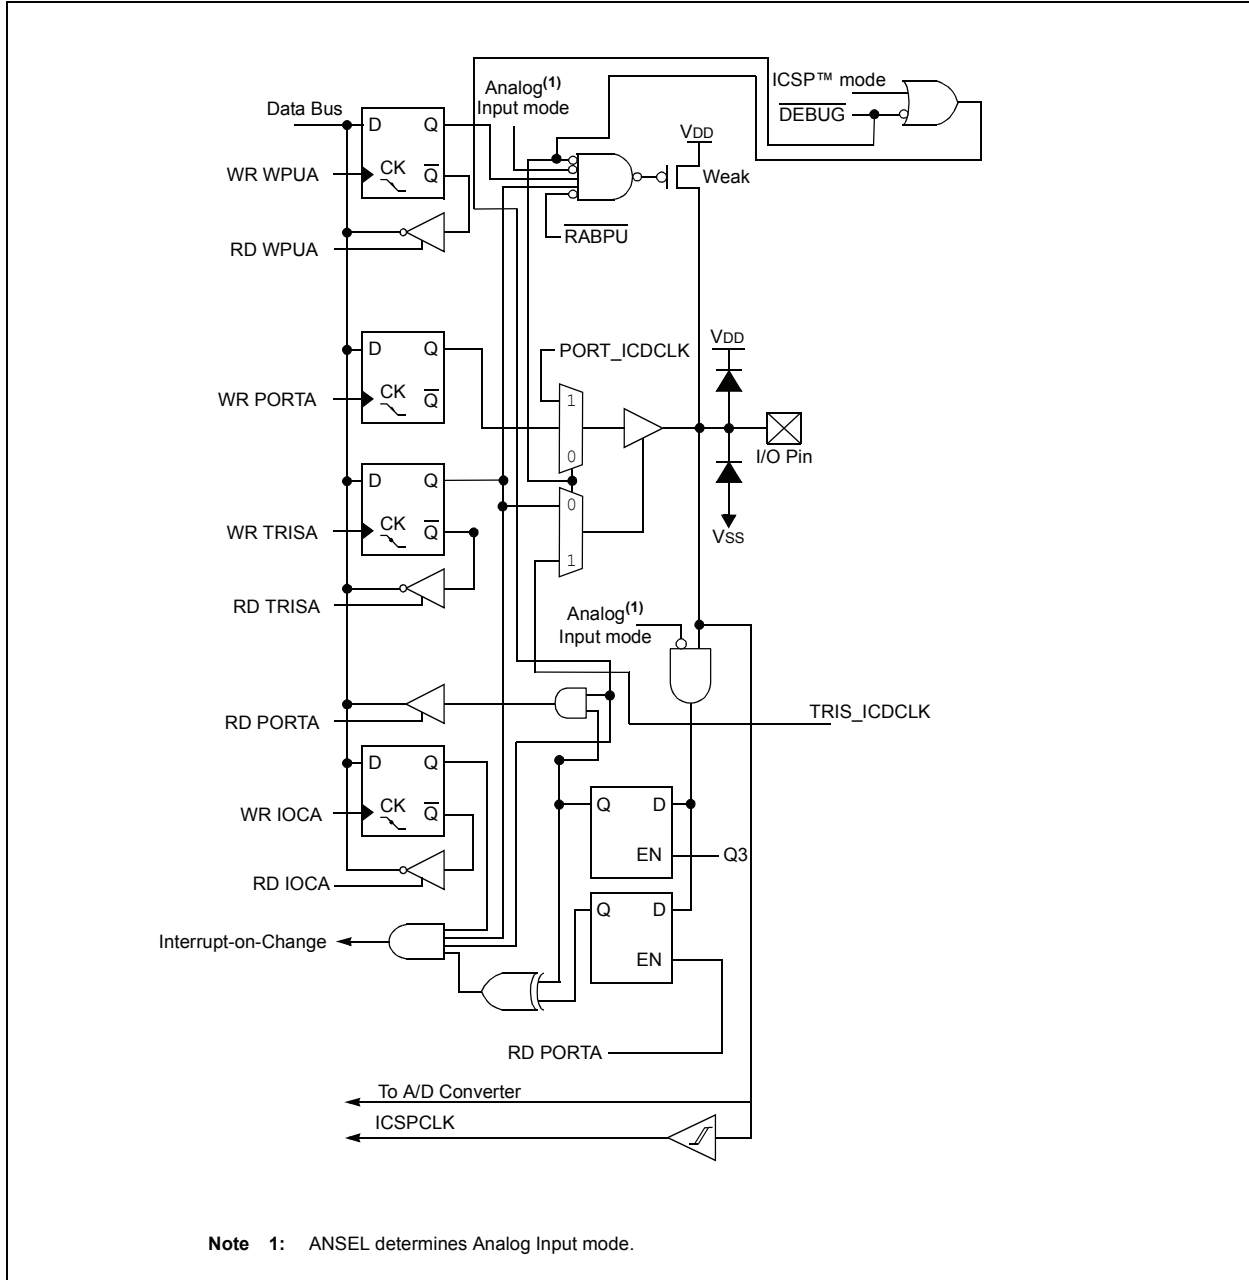 ICSP™ mode
DEBUG
Analog(1)
Input mode
Data Bus
VDD
D Q
CK Q
WR WPUA
Weak
RABPU
RD WPUA
D Q
CK Q
WR PORTA
PORT_ICDCLK
VDD
1
0
I/O Pin
D Q
CK Q
WR TRISA
0
1
VSS
RD TRISA
Analog(1)
Input mode
RD PORTA
TRIS_ICDCLK
D Q
CK Q
WR IOCA
Q D
EN
Q3
RD IOCA
Q D
EN
Interrupt-on-Change
RD PORTA
To A/D Converter
ICSPCLK
Note 1: ANSEL determines Analog Input mode.